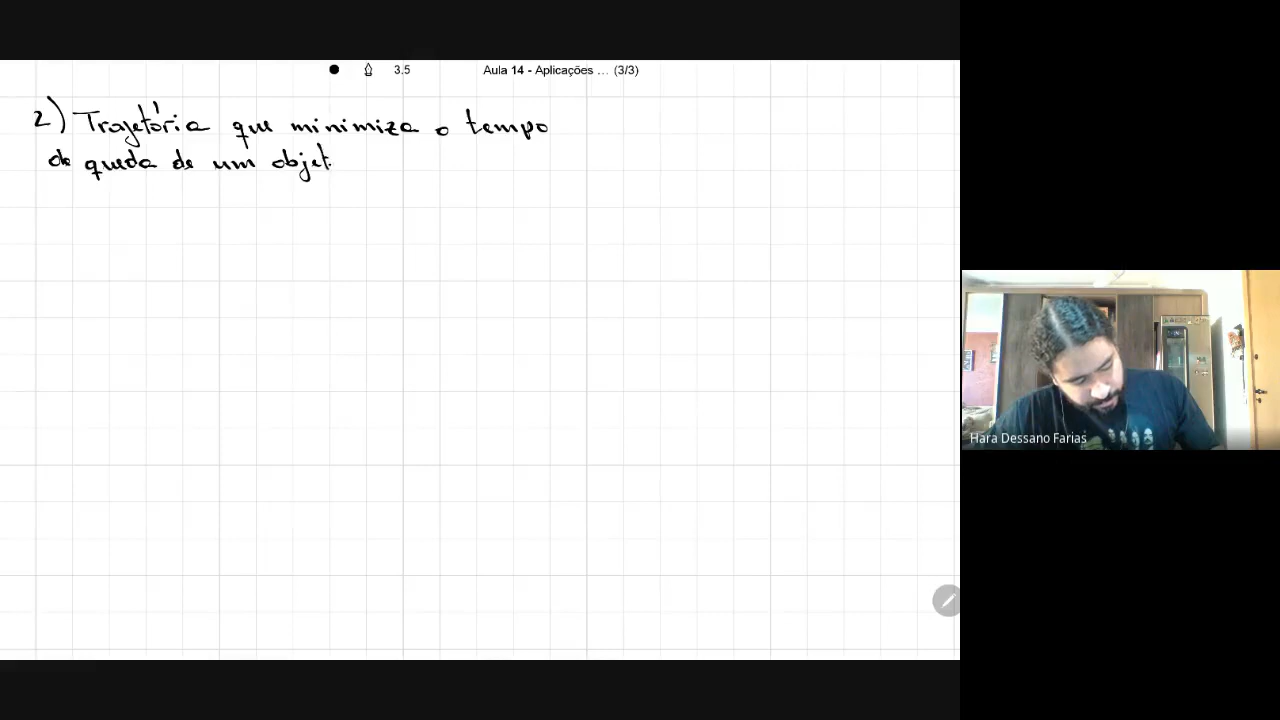 3.5 Aula 14 - Aplicações ... (3/3)
2) Trajetória que minimiza o tempo
de queda de um objet
Hara Dessano Farias